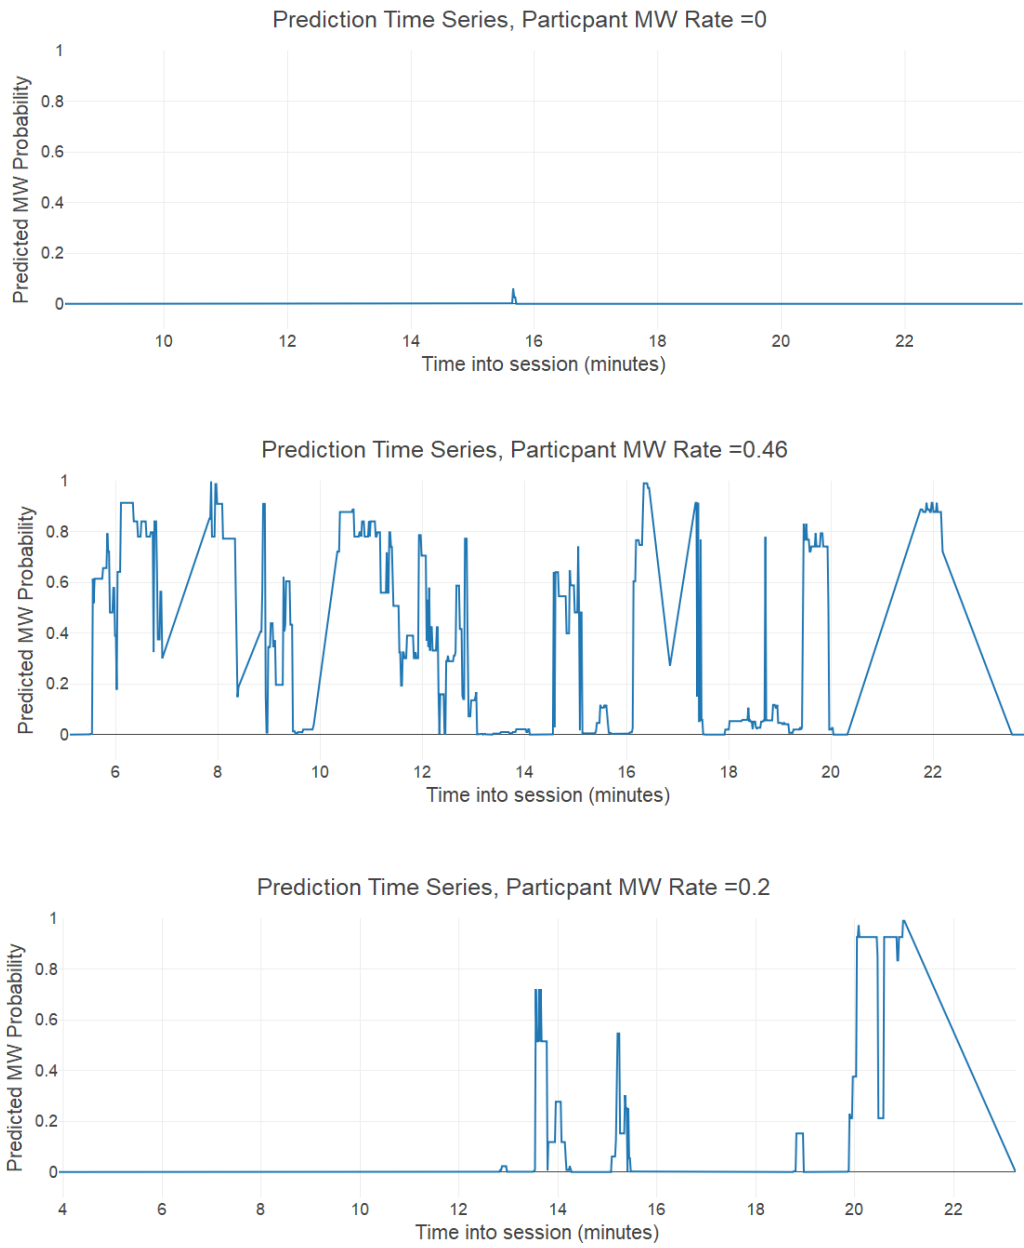 Prediction Time Series, Particpant MW Rate =0
Predicted MW Probability
1
0.8
0.6
0.4
0.2
0
10 12 14 16 18 20 22
Time into session (minutes)
Prediction Time Series, Particpant MW Rate =0.46
Predicted MW Probability
1
0.8
0.6
0.4
0.2
0
6 8 10 12 14 16 18 20 22
Time into session (minutes)
Prediction Time Series, Particpant MW Rate =0.2
Predicted MW Probability
1
0.8
0.6
0.4
0.2
0
4 6 8 10 12 14 16 18 20 22
Time into session (minutes)